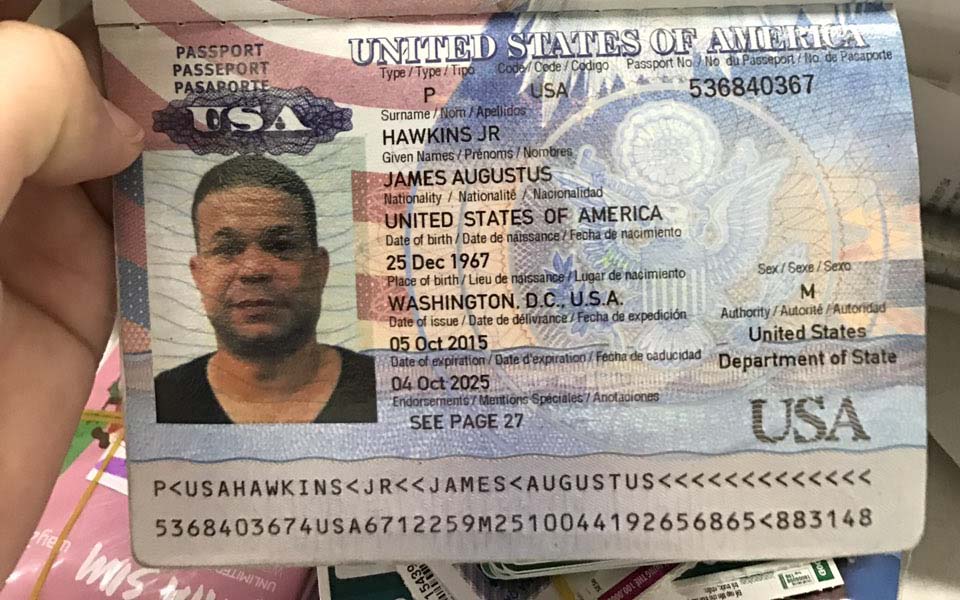 PASSPORT
PASSEPORT
PASAPORTE
USA
UNITED STATES OF AMERICA
Type / Type / Tipo Code / Code / Codigo Passport No / No. du Passeport / No. de Pasaporte
P USA 536840367
Surname / Nom / Apellidos
HAWKINS JR
Given Names / Prénoms / Nombres
JAMES AUGUSTUS
Nationality / Nationalité / Nacionalidad
UNITED STATES OF AMERICA
Date of birth / Date de naissance / Fecha de nacimiento
25 Dec 1967
Place of birth / Lieu de naissance / Lugar de nacimiento
Sex / Sexe / Sexo
WASHINGTON, D.C., U.S.A.
M
Date of issue / Date de délivrance / Fecha de expedición
Authority / Autorité / Autoridad
05 Oct 2015
United States
Date of expiration / Date d'expiration / Fecha de caducidad
Department of State
04 Oct 2025
Endorsements / Mentions Spéciales / Anotaciones
SEE PAGE 27
USA
P<USAHAWKINS<JR<<JAMES<AUGUSTUS<<<<<<<<<<<<<
5368403674USA6712259M2510044192656865<883148
UNLIMITED
SIM
15439